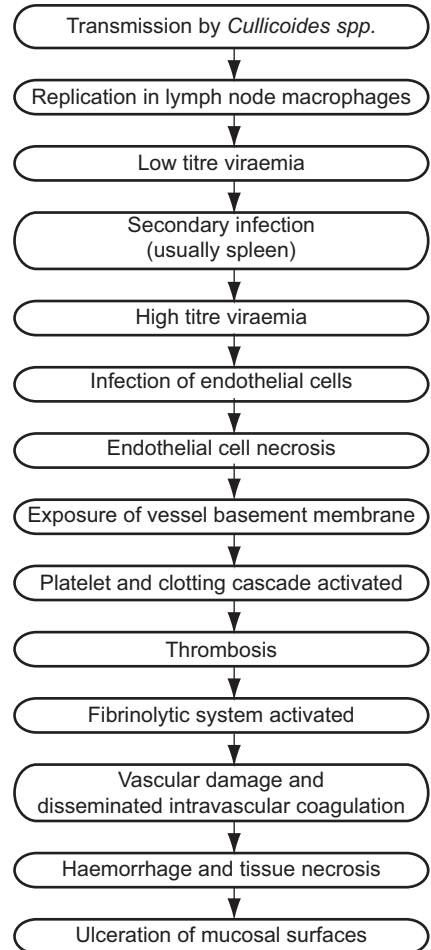 Transmission by Cullicoides spp.
Replication in lymph node macrophages
Low titre viraemia
Secondary infection
(usually spleen)
High titre viraemia
Infection of endothelial cells
Endothelial cell necrosis
Exposure of vessel basement membrane
Platelet and clotting cascade activated
Thrombosis
Fibrinolytic system activated
Vascular damage and
disseminated intravascular coagulation
Haemorrhage and tissue necrosis
Ulceration of mucosal surfaces